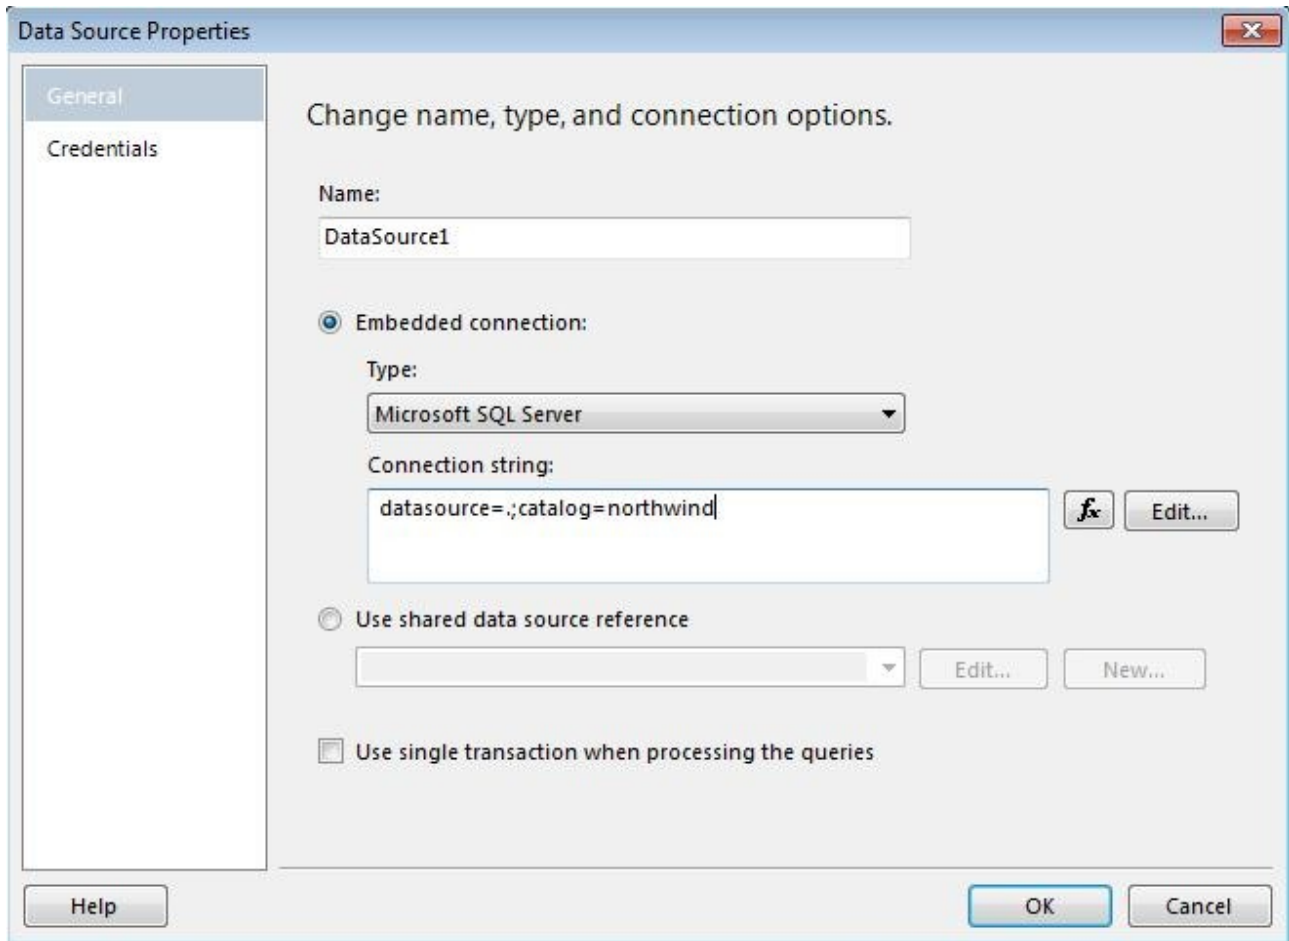 Data Source Properties
General
Credentials
Change name, type, and connection options.
Name:
DataSource1
Embedded connection:
Type:
Microsoft SQL Server
Connection string:
datasource=.;catalog=northwind
fx
Edit...
Use shared data source reference
Edit...
New...
Use single transaction when processing the queries
Help
OK
Cancel